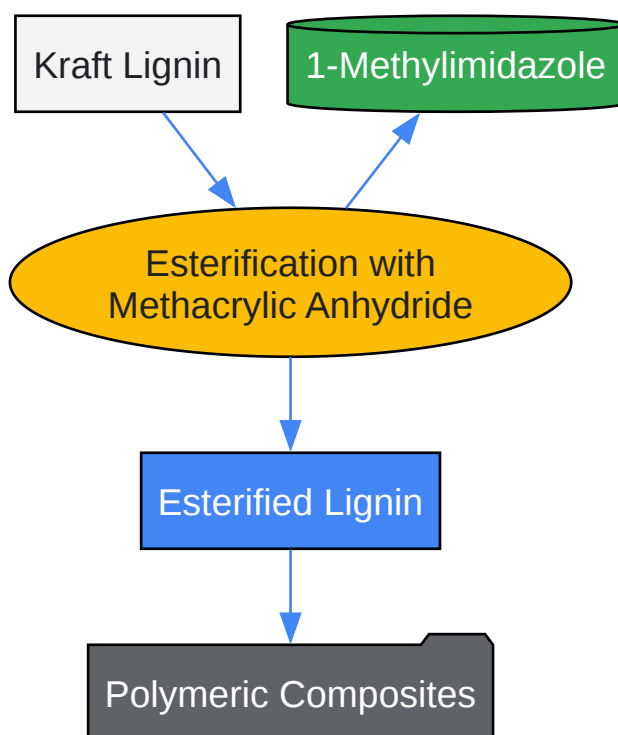 Kraft Lignin
1-Methylimidazole
Esterification with
Methacrylic Anhydride
Esterified Lignin
Polymeric Composites